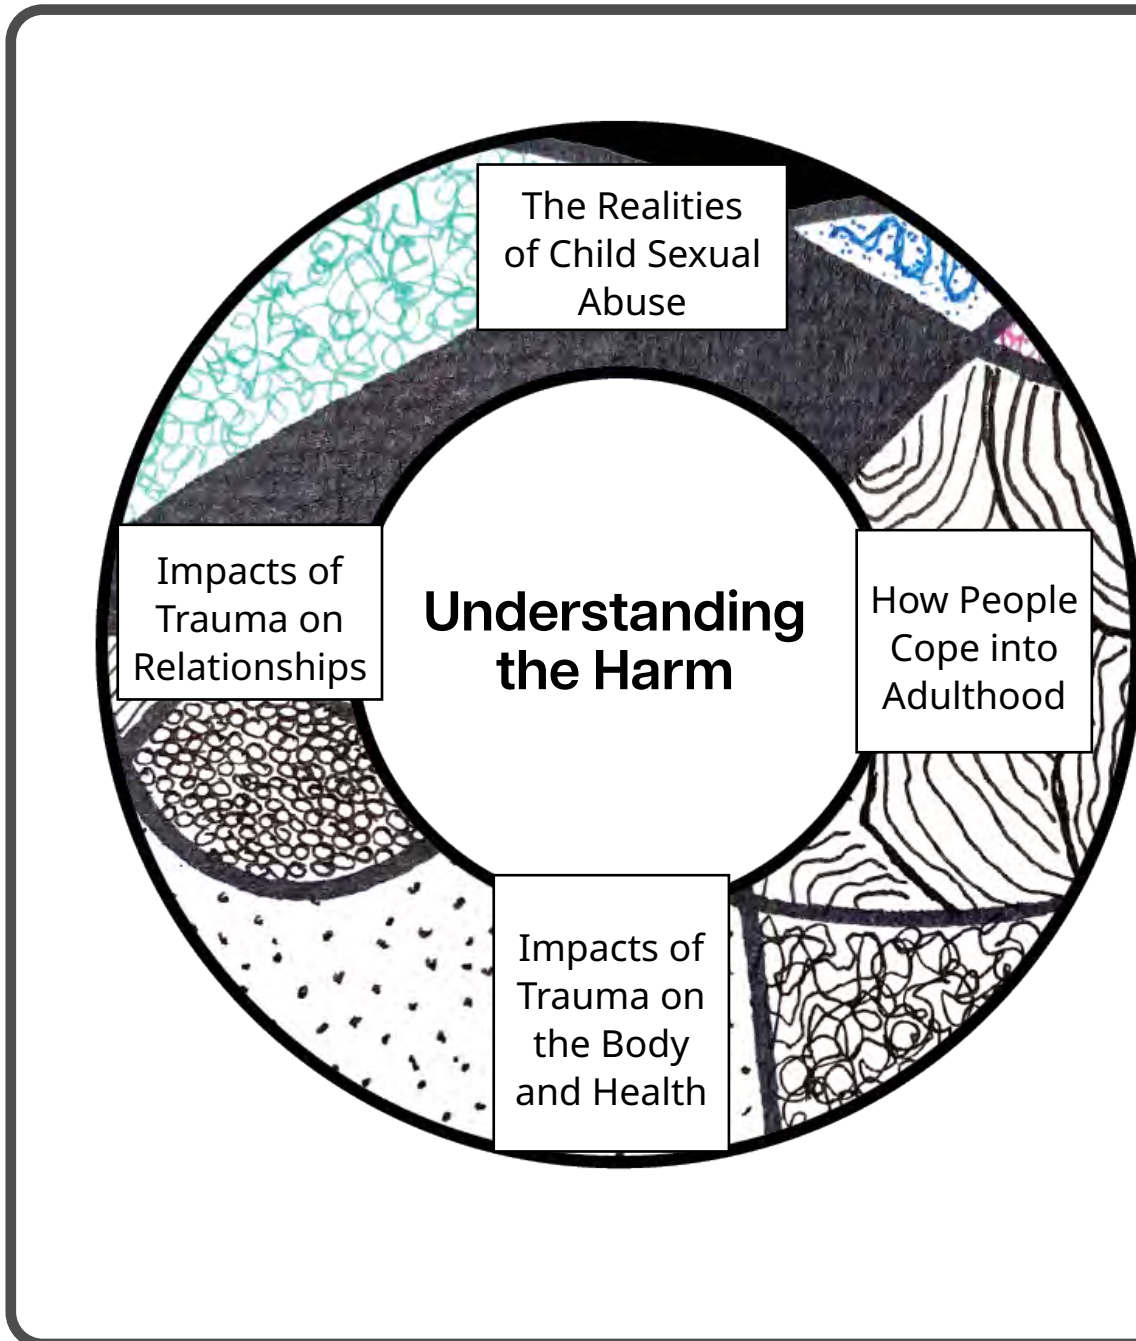 The Realities
of Child Sexual
Abuse
Impacts of
Trauma on
Relationships
Understanding
the Harm
How People
Cope into
Adulthood
Impacts of
Trauma on
the Body
and Health